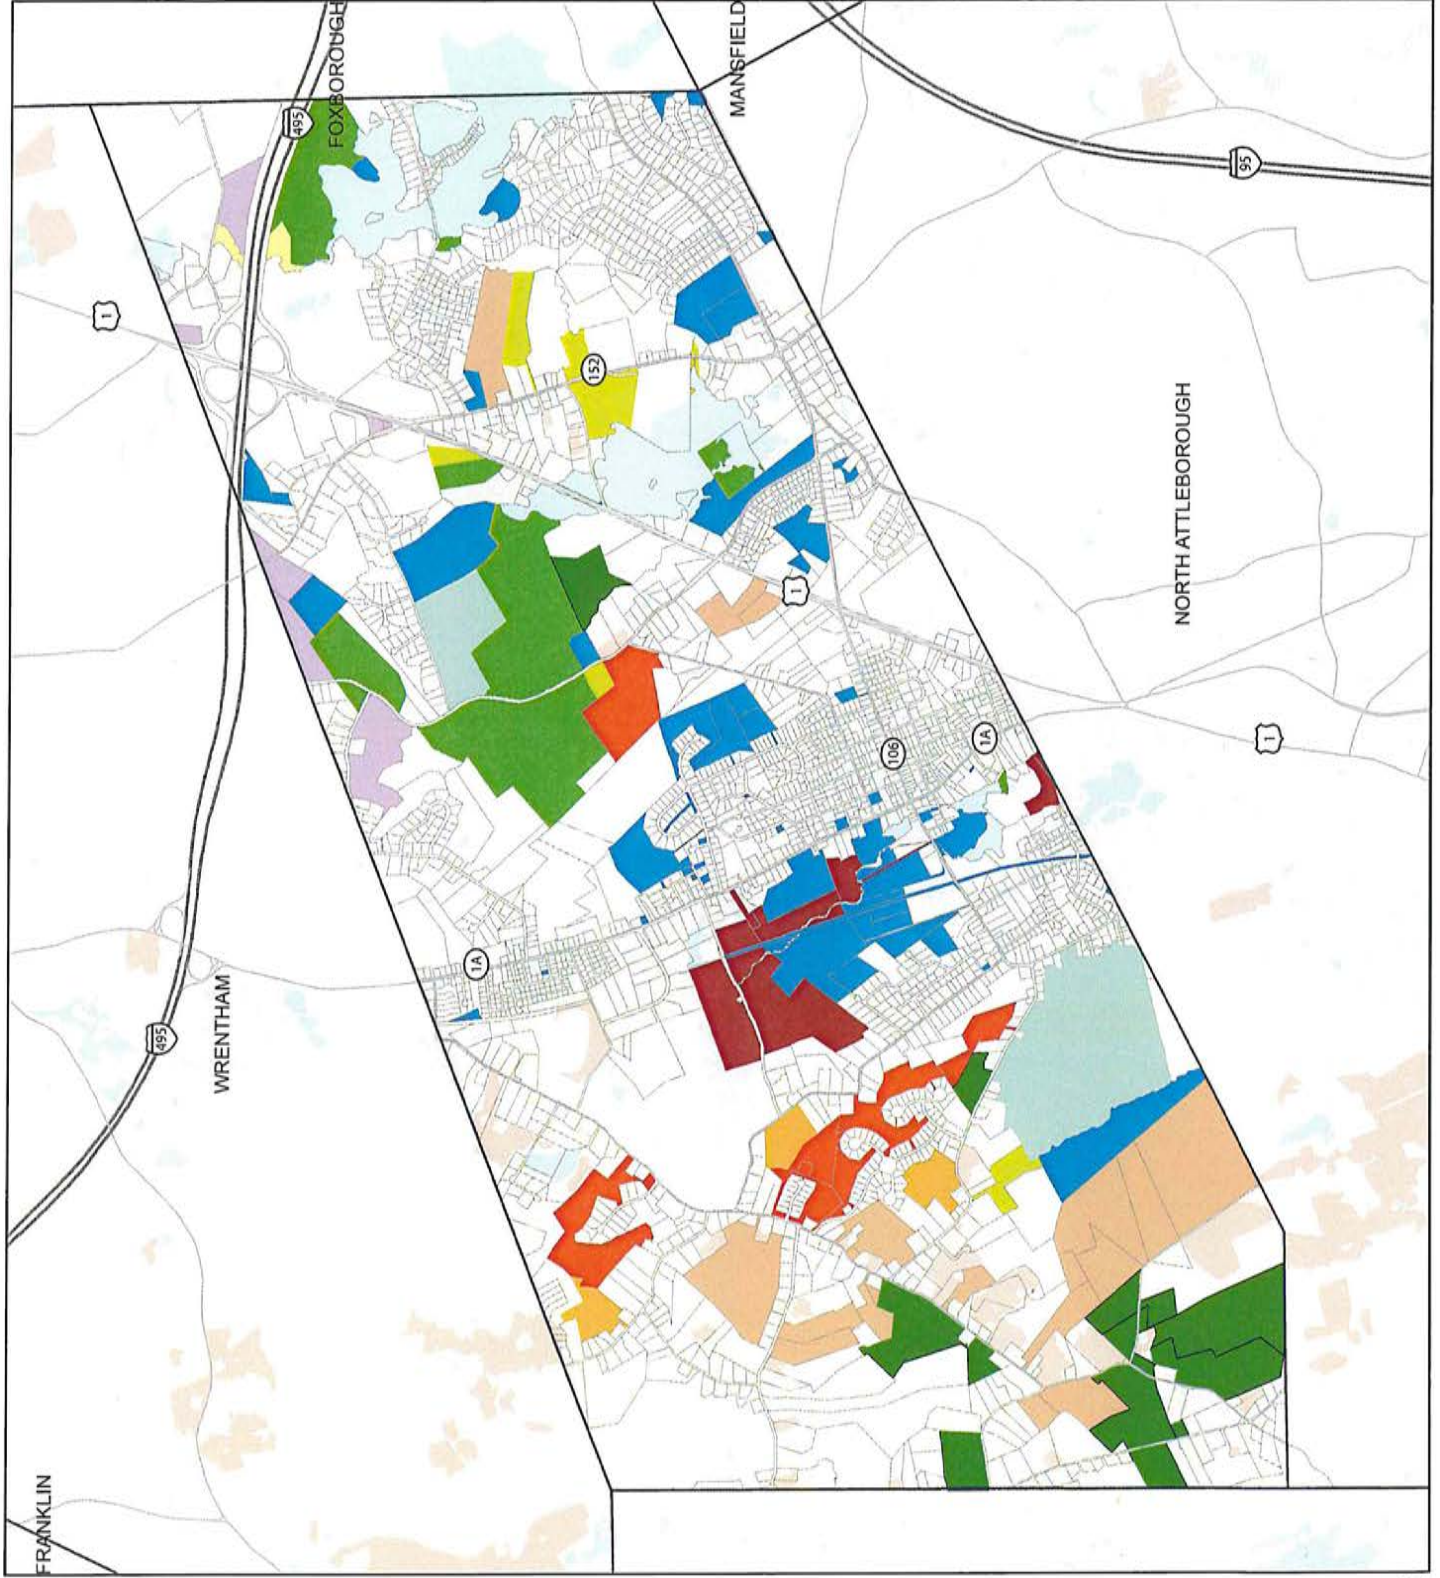 FRANKLIN
495
WRENTHAM
495
FOXBOROUGH
1
1A
152
MANSFIELD
1
106
1A
95
NORTH ATTLEBOROUGH
1